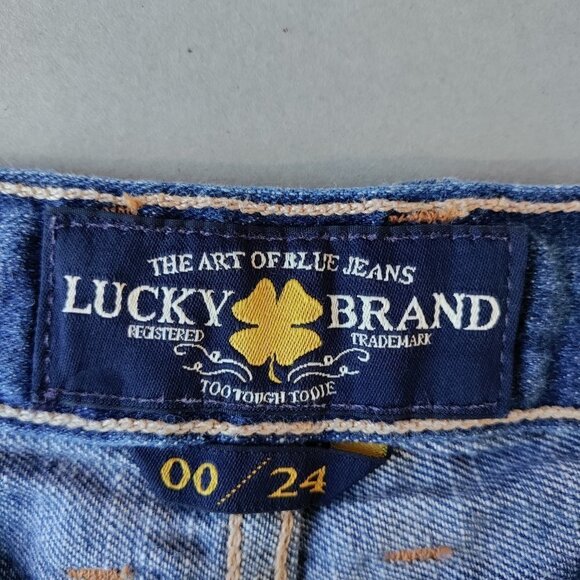 THE ART OF BLUE JEANS
LUCKY BRAND
REGISTERED TRADEMARK
TOO TOUGH TO DIE
00 / 24